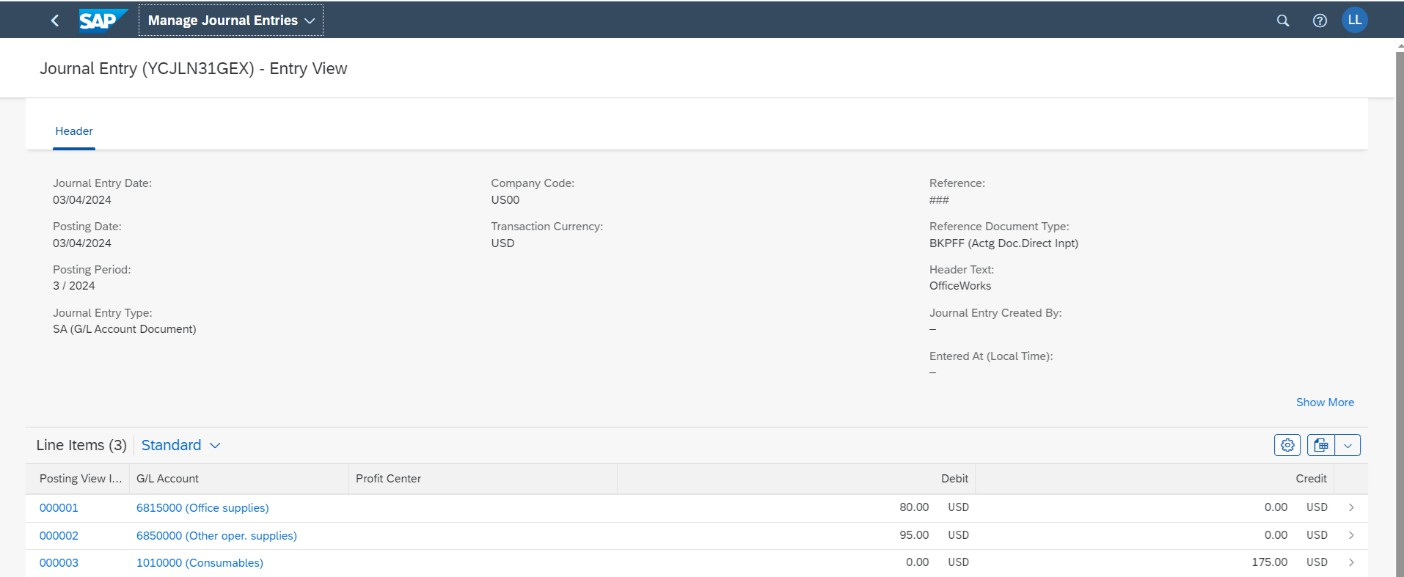 SAP Manage Journal Entries LL
Journal Entry (YCJLN31GEX) - Entry View
Header
Journal Entry Date:
03/04/2024
Posting Date:
03/04/2024
Posting Period:
3 / 2024
Journal Entry Type:
SA (G/L Account Document)
Company Code:
US00
Transaction Currency:
USD
Reference:
###
Reference Document Type:
BKPFF (Actg Doc.Direct Inpt)
Header Text:
OfficeWorks
Journal Entry Created By:
–
Entered At (Local Time):
–
Show More
Line Items (3) Standard
Posting View I... G/L Account Profit Center Debit Credit
000001 6815000 (Office supplies) 80.00 USD 0.00 USD
000002 6850000 (Other oper. supplies) 95.00 USD 0.00 USD
000003 1010000 (Consumables) 0.00 USD 175.00 USD